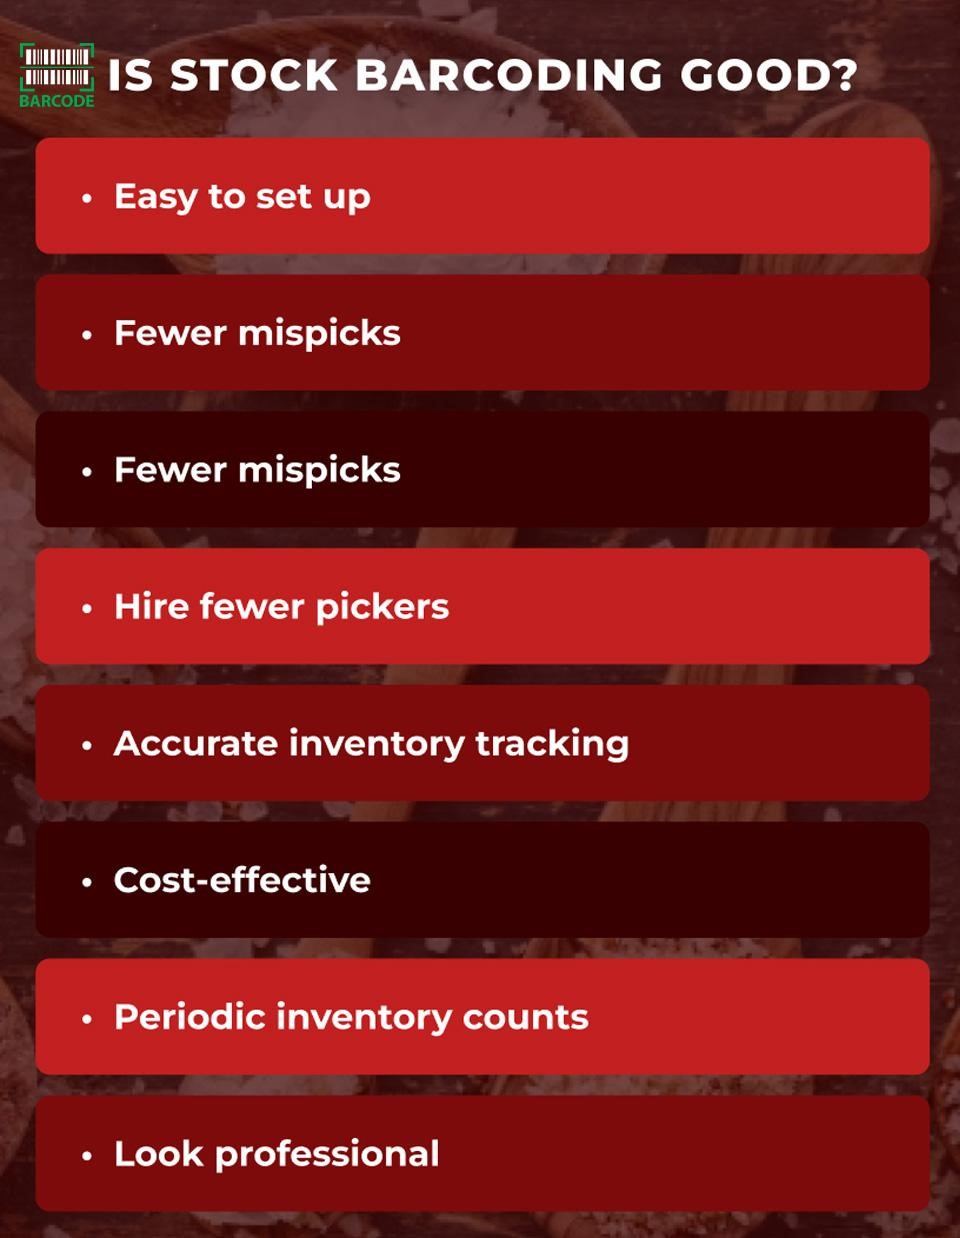 IS STOCK BARCODING GOOD?
BARCODE
• Easy to set up
• Fewer mispicks
• Fewer mispicks
• Hire fewer pickers
• Accurate inventory tracking
• Cost-effective
• Periodic inventory counts
• Look professional